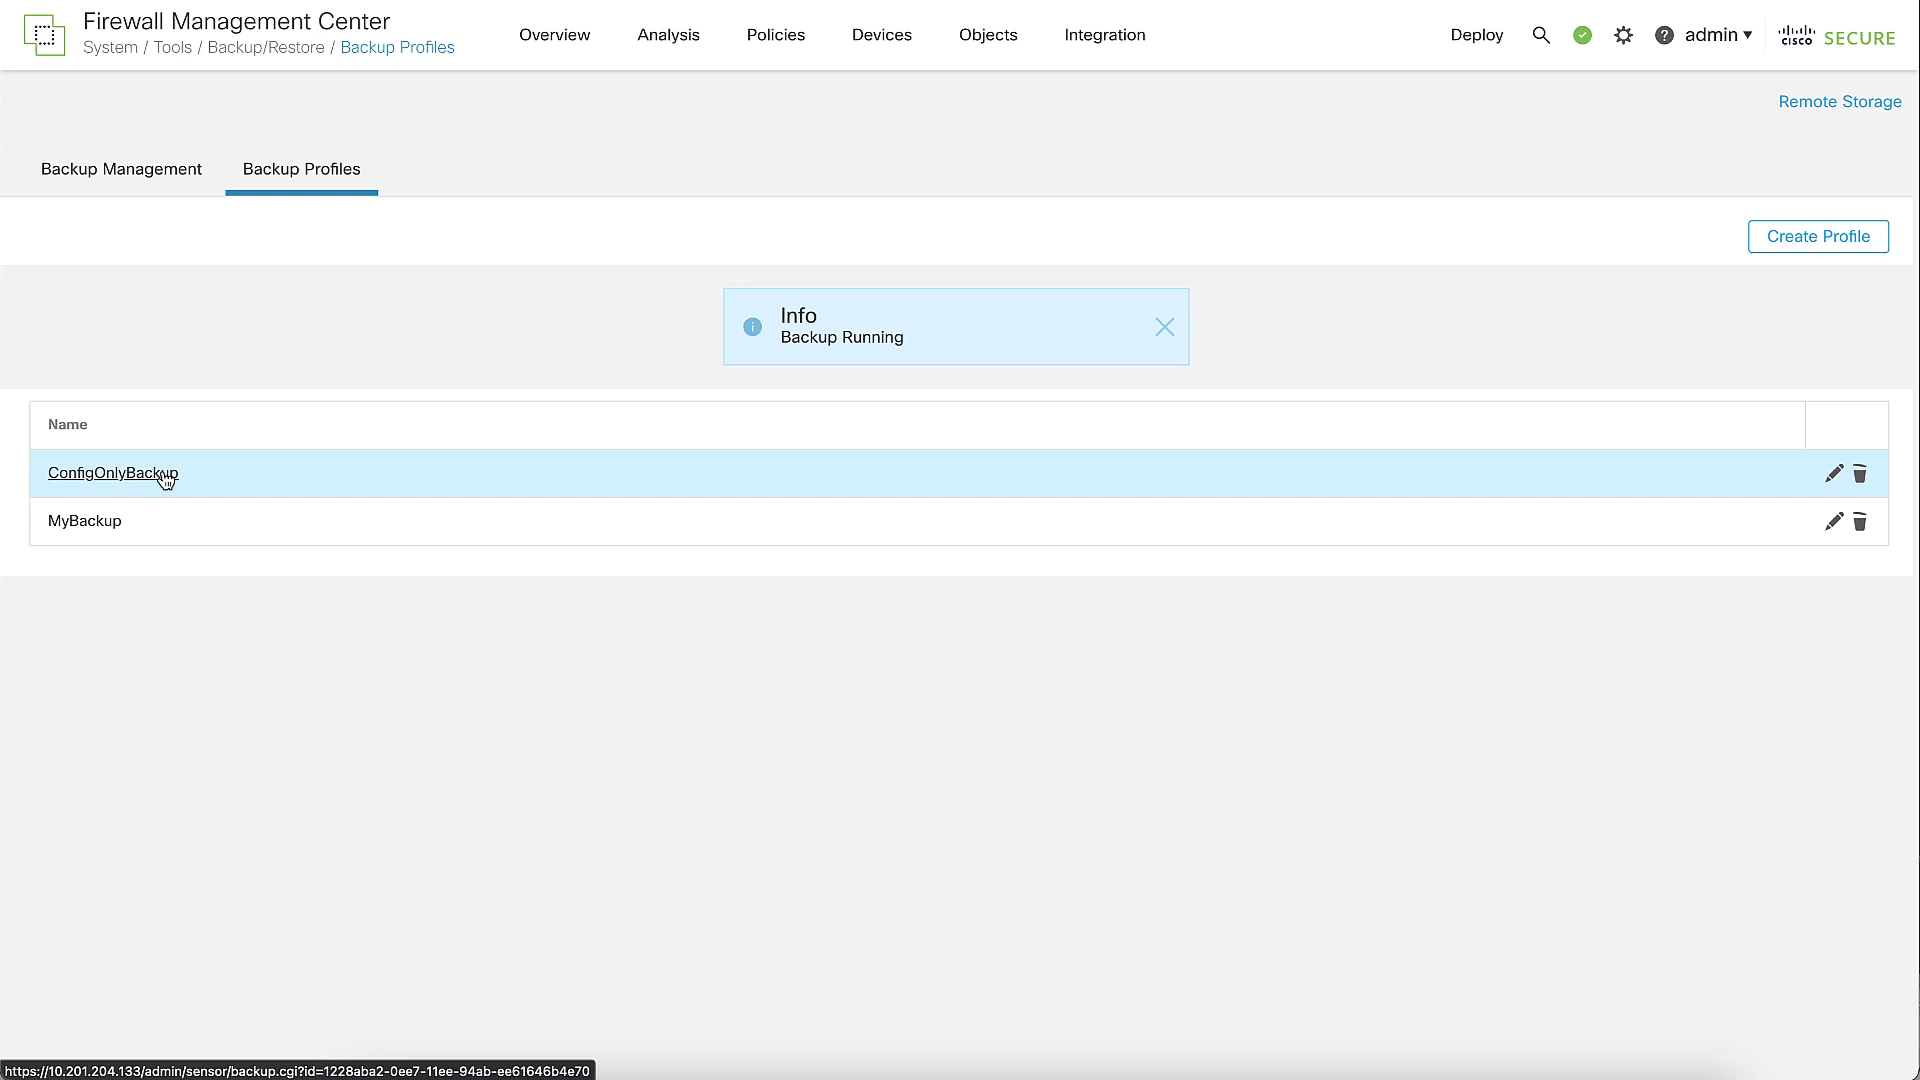 Firewall Management Center
System / Tools / Backup/Restore / Backup Profiles
Overview
Analysis
Policies
Devices
Objects
Integration
Deploy
admin
cisco SECURE
Remote Storage
Backup Management
Backup Profiles
Create Profile
Info
Backup Running
Name
ConfigOnlyBackup
MyBackup
https://10.201.204.133/admin/sensor/backup.cgi?id=1228aba2-0ee7-11ee-94ab-ee61646b4e70